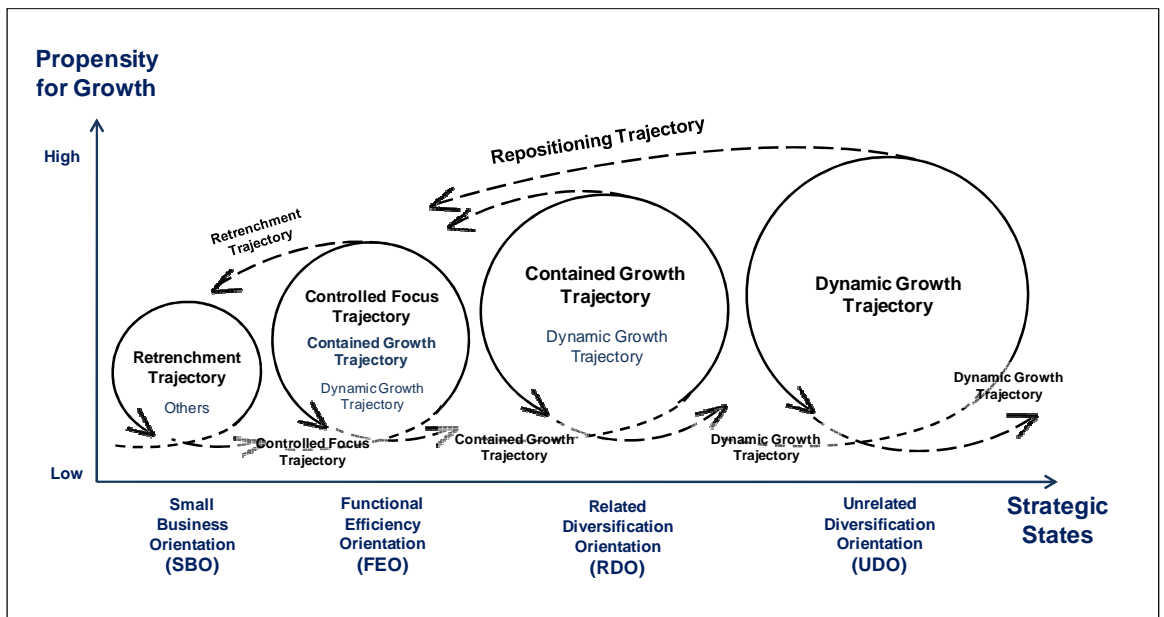 Propensity
for Growth
High
Low
Repositioning Trajectory
Retrenchment
Trajectory
Retrenchment
Trajectory
Others
Controlled Focus
Trajectory
Contained Growth
Trajectory
Dynamic Growth
Trajectory
Contained Growth
Trajectory
Dynamic Growth
Trajectory
Dynamic Growth
Trajectory
Controlled Focus
Trajectory
Contained Growth
Trajectory
Dynamic Growth
Trajectory
Dynamic Growth
Trajectory
Small
Business
Orientation
(SBO)
Functional
Efficiency
Orientation
(FEO)
Related
Diversification
Orientation
(RDO)
Unrelated
Diversification
Orientation
(UDO)
Strategic
States